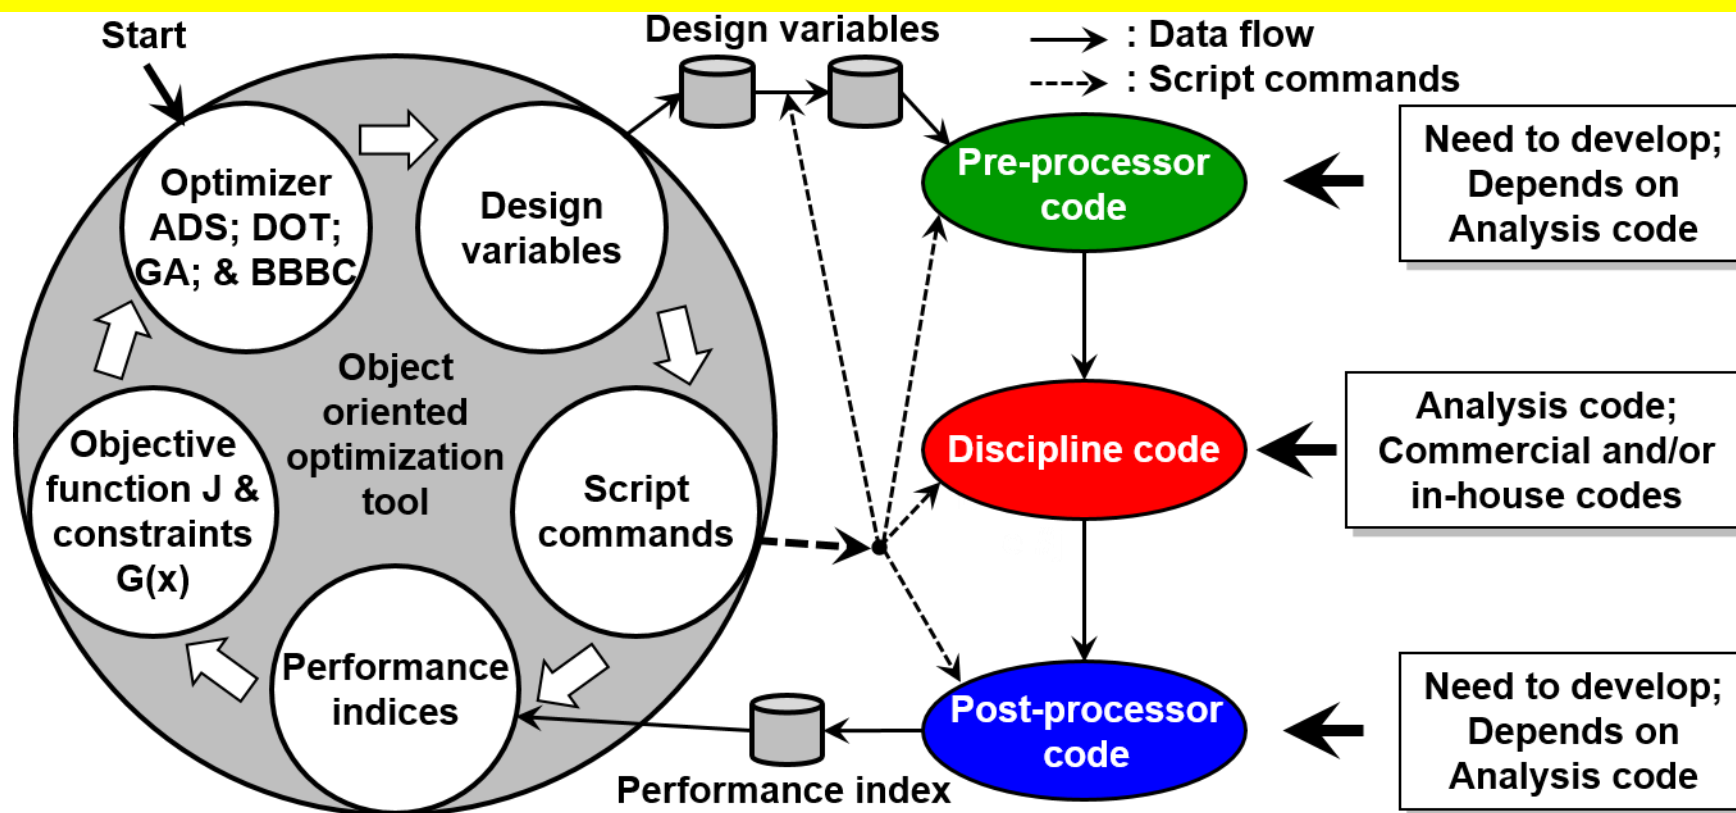 Start
Design variables
: Data flow
: Script commands
Optimizer
ADS; DOT;
GA; & BBBC
Design
variables
Pre-processor
code
Need to develop;
Depends on
Analysis code
Object
oriented
optimization
tool
Objective
function J &
constraints
G(x)
Script
commands
Discipline code
Analysis code;
Commercial and/or
in-house codes
Performance
indices
Performance index
Post-processor
code
Need to develop;
Depends on
Analysis code